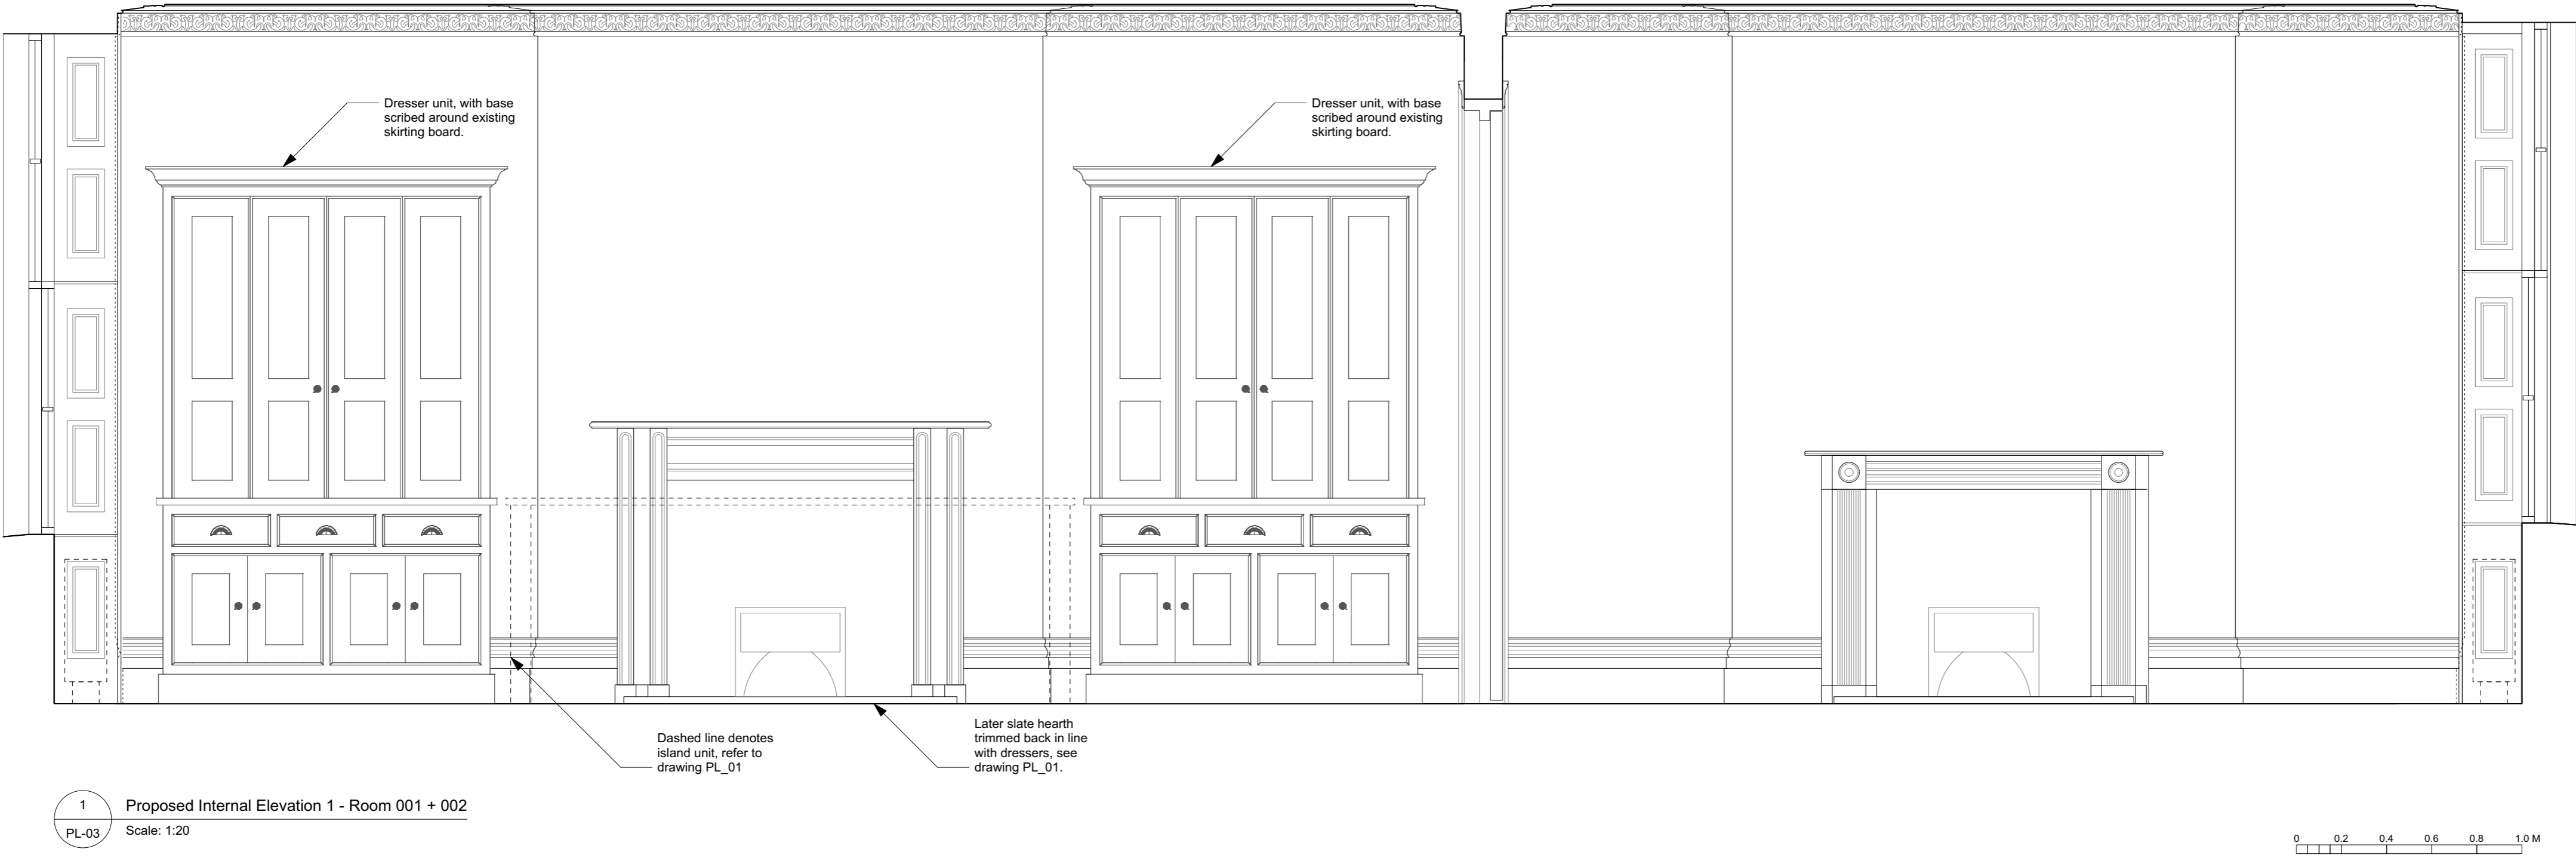 Dresser unit, with base
scribed around existing
skirting board.
Dresser unit, with base
scribed around existing
skirting board.
Dashed line denotes
island unit, refer to
drawing PL_01
Later slate hearth
trimmed back in line
with dressers, see
drawing PL_01.
1
PL-03
Proposed Internal Elevation 1 - Room 001 + 002
Scale: 1:20
0 0.2 0.4 0.6 0.8 1.0 M